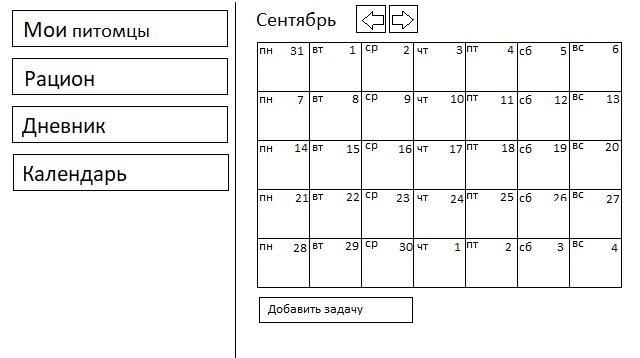 Мои питомцы
Рацион
Дневник
Календарь
Сентябрь
пн 31 вт 1 ср 2 чт 3 пт 4 сб 5 вс 6
пн 7 вт 8 ср 9 чт 10 пт 11 сб 12 вс 13
пн 14 вт 15 ср 16 чт 17 пт 18 сб 19 вс 20
пн 21 вт 22 ср 23 чт 24 пт 25 сб 26 вс 27
пн 28 вт 29 ср 30 чт 1 пт 2 сб 3 вс 4
Добавить задачу